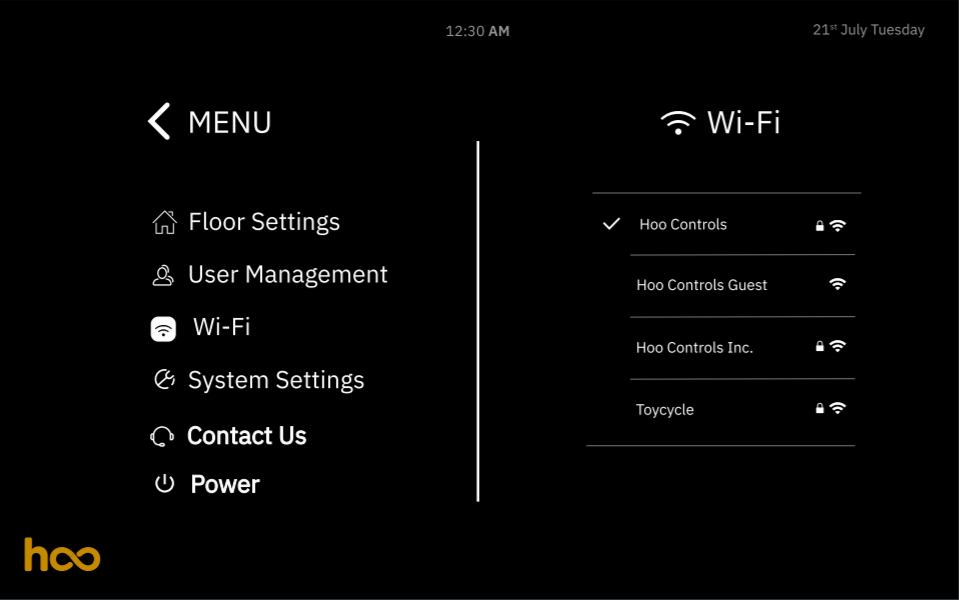 12:30 AM
21st July Tuesday
MENU
Floor Settings
User Management
Wi-Fi
System Settings
Contact Us
Power
Wi-Fi
Hoo Controls
Hoo Controls Guest
Hoo Controls Inc.
Toycycle
hoo